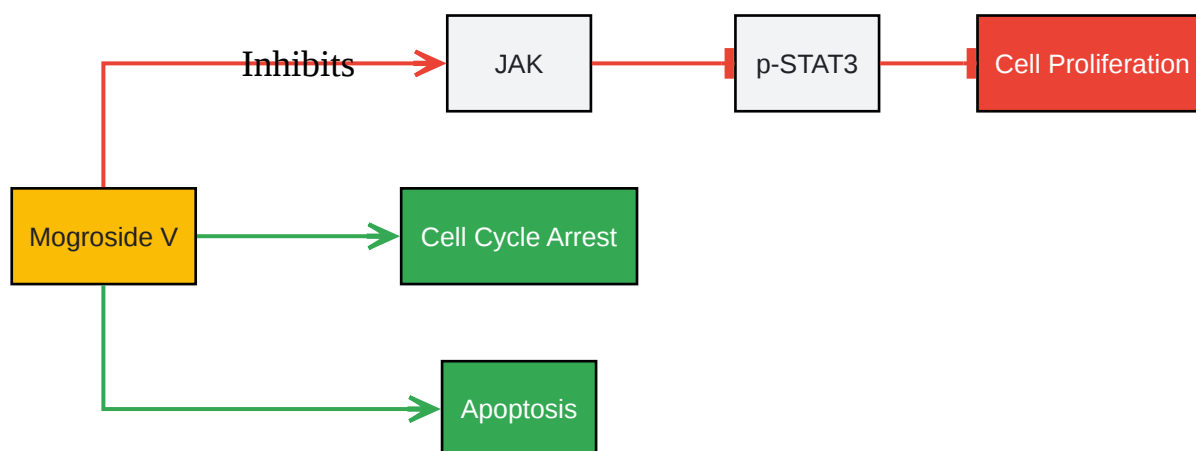 Inhibits
JAK
p-STAT3
Cell Proliferation
Mogroside V
Cell Cycle Arrest
Apoptosis